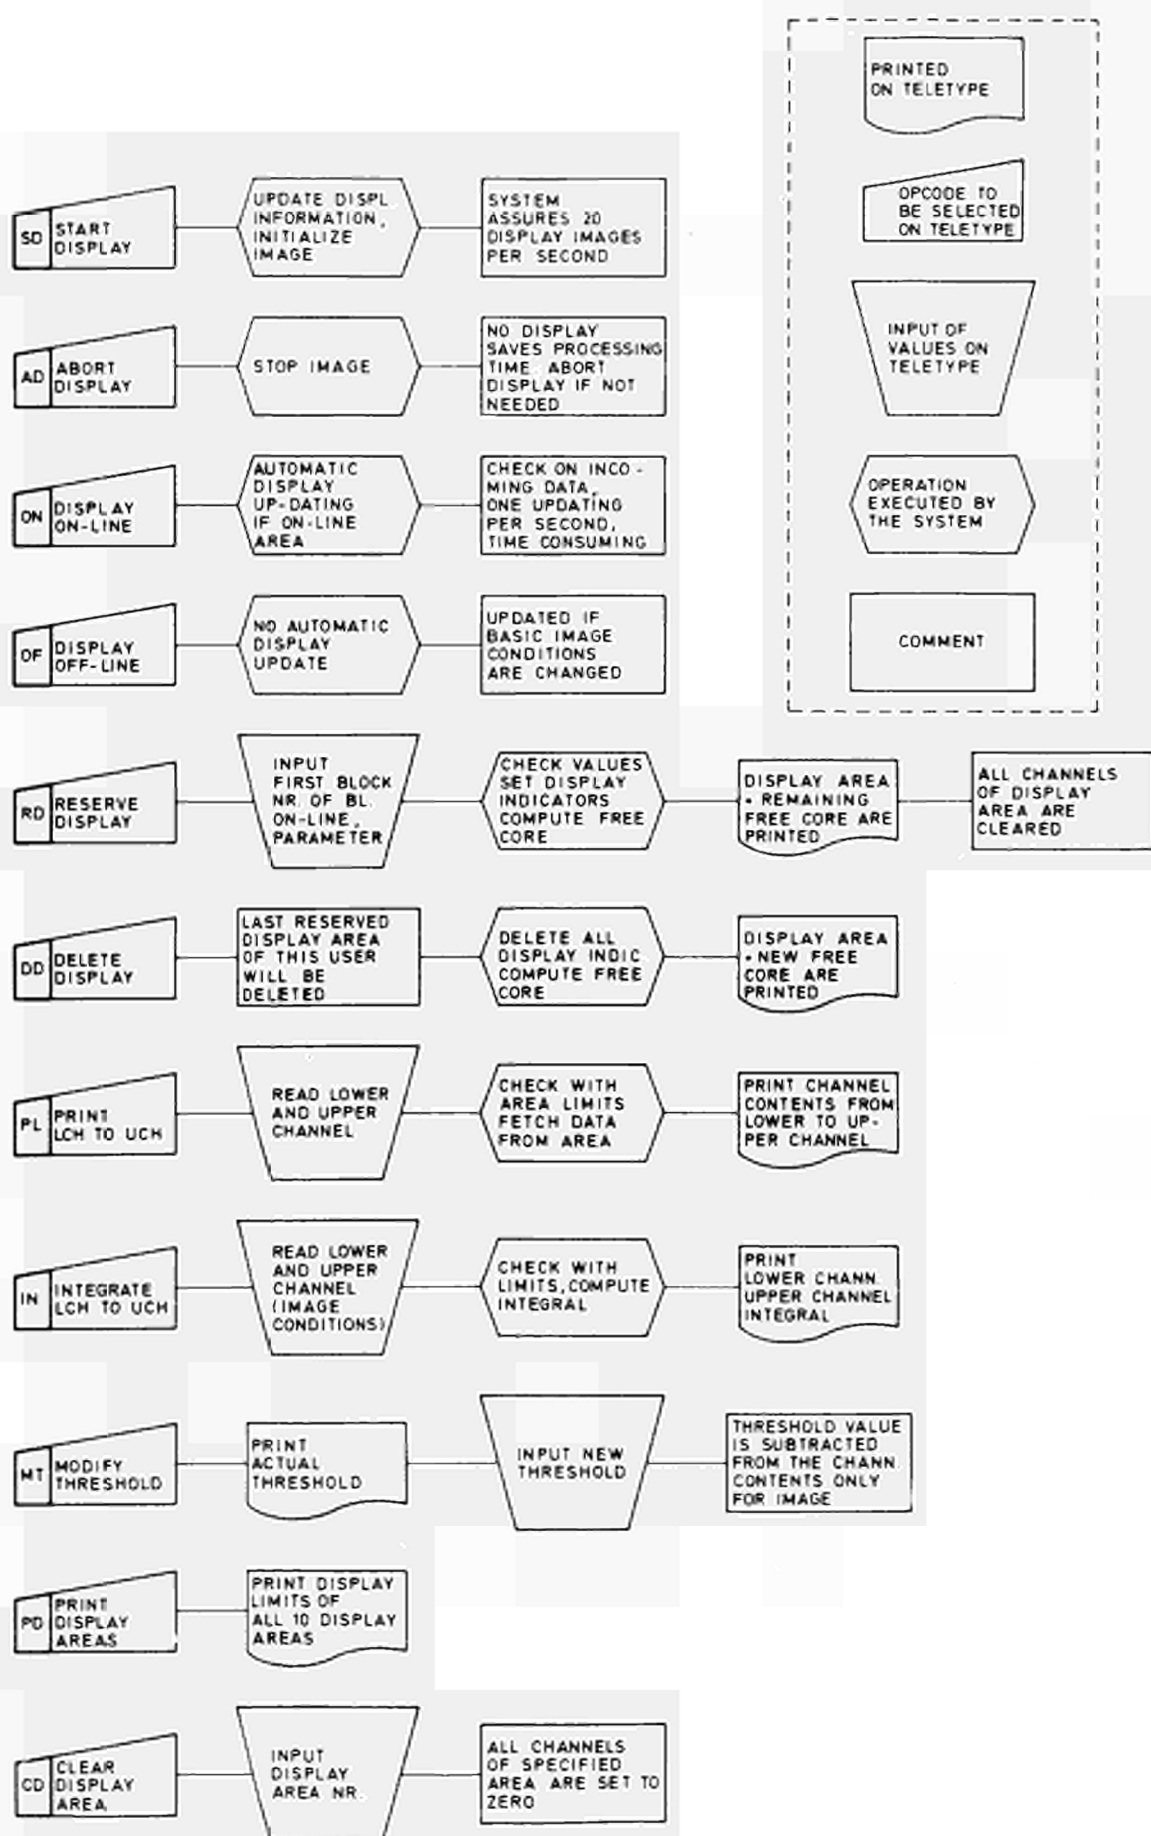 PRINTED
ON TELETYPE
OPCODE TO
BE SELECTED
ON TELETYPE
INPUT OF
VALUES ON
TELETYPE
OPERATION
EXECUTED BY
THE SYSTEM
COMMENT
SD
START
DISPLAY
UPDATE DISPL
INFORMATION,
INITIALIZE
IMAGE
SYSTEM
ASSURES 20
DISPLAY IMAGES
PER SECOND
AD
ABORT
DISPLAY
STOP IMAGE
NO DISPLAY
SAVES PROCESSING
TIME ABORT
DISPLAY IF NOT
NEEDED
ON
DISPLAY
ON-LINE
AUTOMATIC
DISPLAY
UP-DATING
IF ON-LINE
AREA
CHECK ON INCO-
MING DATA,
ONE UPDATING
PER SECOND,
TIME CONSUMING
OF
DISPLAY
OFF-LINE
NO AUTOMATIC
DISPLAY
UPDATE
UPDATED IF
BASIC IMAGE
CONDITIONS
ARE CHANGED
RD
RESERVE
DISPLAY
INPUT
FIRST BLOCK
NR. OF BL.
ON-LINE,
PARAMETER
CHECK VALUES
SET DISPLAY
INDICATORS
COMPUTE FREE
CORE
DISPLAY AREA
+ REMAINING
FREE CORE ARE
PRINTED
ALL CHANNELS
OF DISPLAY
AREA ARE
CLEARED
DD
DELETE
DISPLAY
LAST RESERVED
DISPLAY AREA
OF THIS USER
WILL BE
DELETED
DELETE ALL
DISPLAY INDIC
COMPUTE FREE
CORE
DISPLAY AREA
+ NEW FREE
CORE ARE
PRINTED
PL
PRINT
LCH TO UCH
READ LOWER
AND UPPER
CHANNEL
CHECK WITH
AREA LIMITS
FETCH DATA
FROM AREA
PRINT CHANNEL
CONTENTS FROM
LOWER TO UP-
PER CHANNEL
IN
INTEGRATE
LCH TO UCH
READ LOWER
AND UPPER
CHANNEL
(IMAGE
CONDITIONS)
CHECK WITH
LIMITS, COMPUTE
INTEGRAL
PRINT
LOWER CHANN.
UPPER CHANNEL
INTEGRAL
MT
MODIFY
THRESHOLD
PRINT
ACTUAL
THRESHOLD
INPUT NEW
THRESHOLD
THRESHOLD VALUE
IS SUBTRACTED
FROM THE CHANN.
CONTENTS ONLY
FOR IMAGE
PD
PRINT
DISPLAY
AREAS
PRINT DISPLAY
LIMITS OF
ALL 10 DISPLAY
AREAS
CD
CLEAR
DISPLAY
AREA
INPUT
DISPLAY
AREA NR.
ALL CHANNELS
OF SPECIFIED
AREA ARE SET TO
ZERO